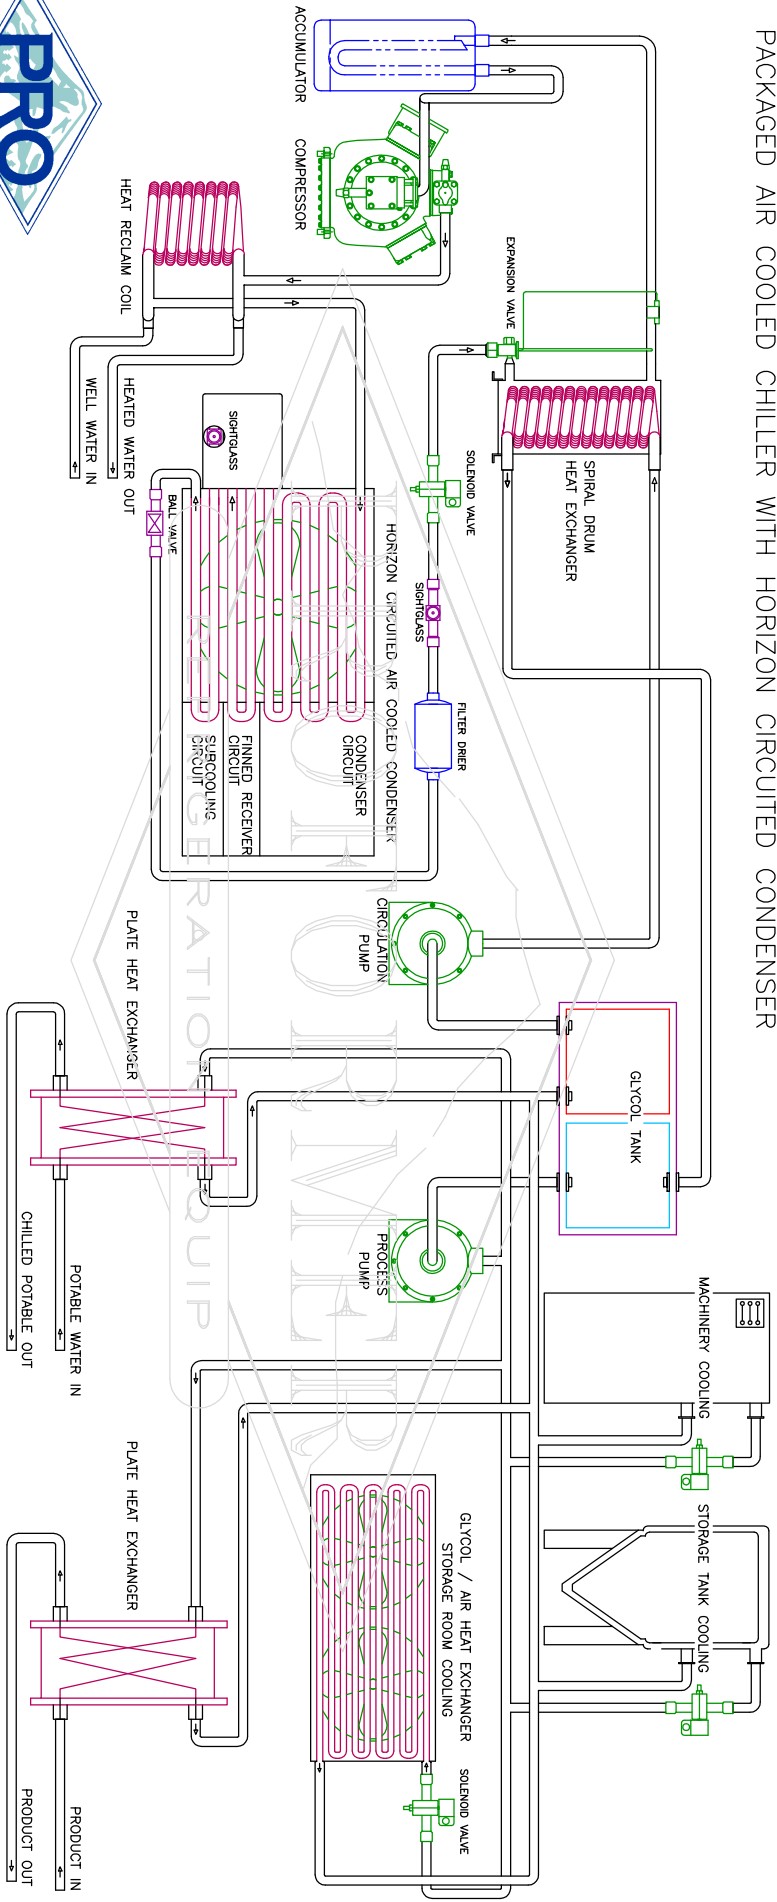 PACKAGED AIR COOLED CHILLER WITH HORIZON CIRCUITED CONDENSER
ACCUMULATOR
COMPRESSOR
EXPANSION VALVE
SPIRAL DRUM
HEAT EXCHANGER
SOLENOID VALVE
SIGHTGLASS
FILTER DRIER
HEAT RECLAIM COIL
HEATED WATER OUT
WELL WATER IN
SIGHTGLASS
BALL VALVE
HORIZON CIRCUITED AIR COOLED CONDENSER
CONDENSER
CIRCUIT
FINNED RECEIVER
CIRCUIT
SUBCOOLING
CIRCUIT
CIRCULATION
PUMP
GLYCOL TANK
PROCESS
PUMP
PLATE HEAT EXCHANGER
POTABLE WATER IN
CHILLED POTABLE OUT
MACHINERY COOLING
STORAGE TANK COOLING
GLYCOL / AIR HEAT EXCHANGER
STORAGE ROOM COOLING
SOLENOID VALVE
PLATE HEAT EXCHANGER
PRODUCT IN
PRODUCT OUT
PROFORMER
REFRIGERATION EQUIP
PRO